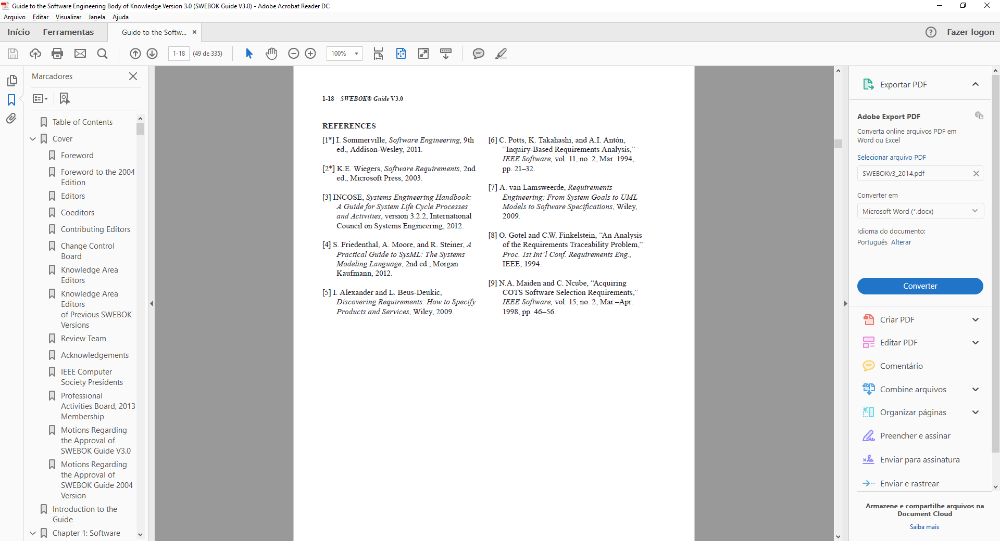 Guide to the Software Engineering Body of Knowledge Version 3.0 (SWEBOK Guide V3.0) - Adobe Acrobat Reader DC
Arquivo Editar Visualizar Janela Ajuda
Início Ferramentas Guide to the Softw... Fazer logon
1-18 (49 de 335) 100%
Marcadores
Table of Contents
Cover
Foreword
Foreword to the 2004
Edition
Editors
Coeditors
Contributing Editors
Change Control
Board
Knowledge Area
Editors
Knowledge Area
Editors
of Previous SWEBOK
Versions
Review Team
Acknowledgements
IEEE Computer
Society Presidents
Professional
Activities Board, 2013
Membership
Motions Regarding
the Approval of
SWEBOK Guide V3.0
Motions Regarding
the Approval of
SWEBOK Guide 2004
Version
Introduction to the
Guide
Chapter 1: Software
1-18 SWEBOK® Guide V3.0
REFERENCES
[1*] I. Sommerville, Software Engineering, 9th
ed., Addison-Wesley, 2011.
[2*] K.E. Wiegers, Software Requirements, 2nd
ed., Microsoft Press, 2003.
[3] INCOSE, Systems Engineering Handbook:
A Guide for System Life Cycle Processes
and Activities, version 3.2.2, International
Council on Systems Engineering, 2012.
[4] S. Friedenthal, A. Moore, and R. Steiner, A
Practical Guide to SysML: The Systems
Modeling Language, 2nd ed., Morgan
Kaufmann, 2012.
[5] I. Alexander and L. Beus-Deukic,
Discovering Requirements: How to Specify
Products and Services, Wiley, 2009.
[6] C. Potts, K. Takahashi, and A.I. Antón,
“Inquiry-Based Requirements Analysis,”
IEEE Software, vol. 11, no. 2, Mar. 1994,
pp. 21–32.
[7] A. van Lamsweerde, Requirements
Engineering: From System Goals to UML
Models to Software Specifications, Wiley,
2009.
[8] O. Gotel and C.W. Finkelstein, “An Analysis
of the Requirements Traceability Problem,”
Proc. 1st Int’l Conf. Requirements Eng.,
IEEE, 1994.
[9] N.A. Maiden and C. Ncube, “Acquiring
COTS Software Selection Requirements,”
IEEE Software, vol. 15, no. 2, Mar.–Apr.
1998, pp. 46–56.
Exportar PDF
Adobe Export PDF
Converta online arquivos PDF em
Word ou Excel
Selecionar arquivo PDF
SWEBOKv3_2014.pdf
Converter em
Microsoft Word (*.docx)
Idioma do documento:
Português Alterar
Converter
Criar PDF
Editar PDF
Comentário
Combine arquivos
Organizar páginas
Preencher e assinar
Enviar para assinatura
Enviar e rastrear
Armazene e compartilhe arquivos na
Document Cloud
Saiba mais